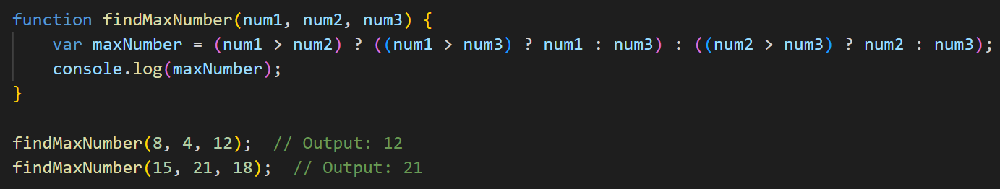 function findMaxNumber(num1, num2, num3) {
    var maxNumber = (num1 > num2) ? ((num1 > num3) ? num1 : num3) : ((num2 > num3) ? num2 : num3);
    console.log(maxNumber);
}

findMaxNumber(8, 4, 12);  // Output: 12
findMaxNumber(15, 21, 18);  // Output: 21